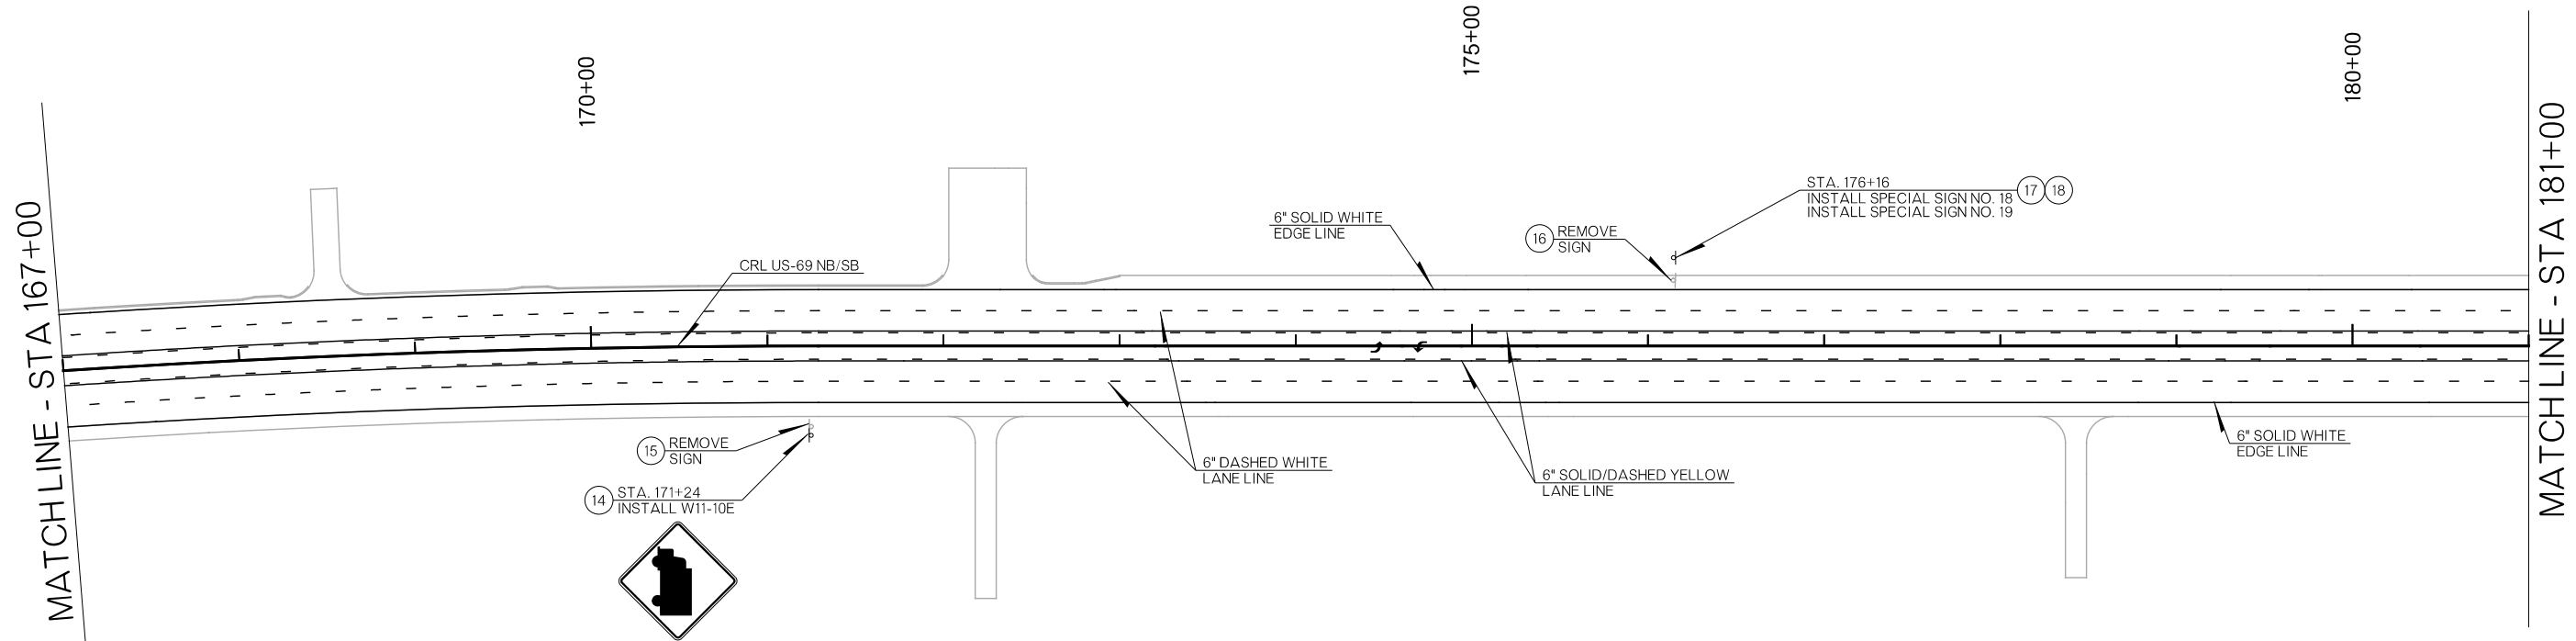 MATCHLINE - STA 167+00
170+00
175+00
180+00
MATCH LINE - STA 181+00
CRL US-69 NB/SB
6" SOLID WHITE
EDGE LINE
16
REMOVE
SIGN
STA. 176+16
INSTALL SPECIAL SIGN NO. 18
INSTALL SPECIAL SIGN NO. 19
17 18
15
REMOVE
SIGN
14
STA. 171+24
INSTALL W11-10E
6" DASHED WHITE
LANE LINE
6" SOLID/DASHED YELLOW
LANE LINE
6" SOLID WHITE
EDGE LINE